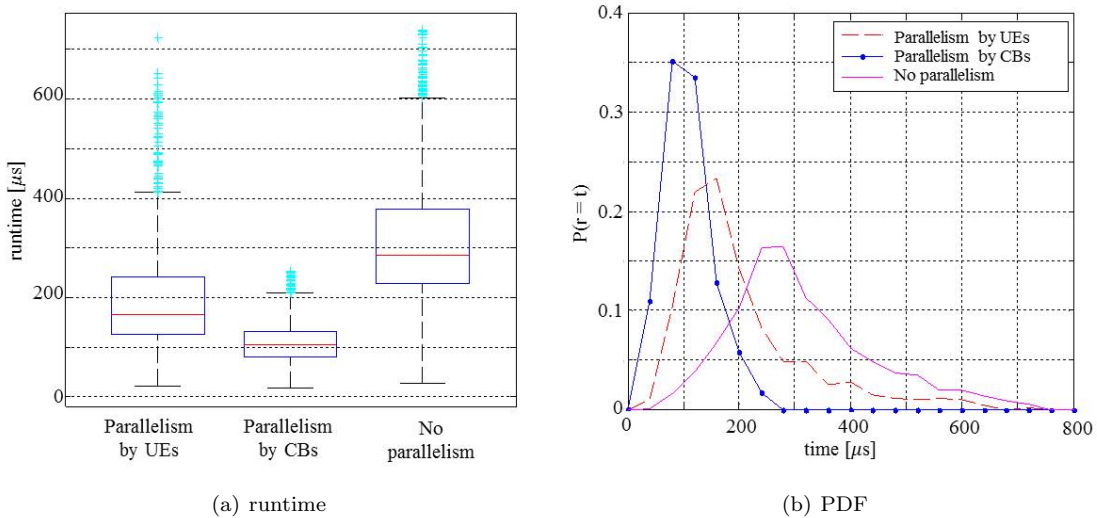 runtime [µs]
600
400
200
0
Parallelism
by UEs
Parallelism
by CBs
No
parallelism
(a) runtime
P(r = t)
0.4
0.3
0.2
0.1
0
0
200
400
600
800
time [µs]
Parallelism by UEs
Parallelism by CBs
No parallelism
(b) PDF